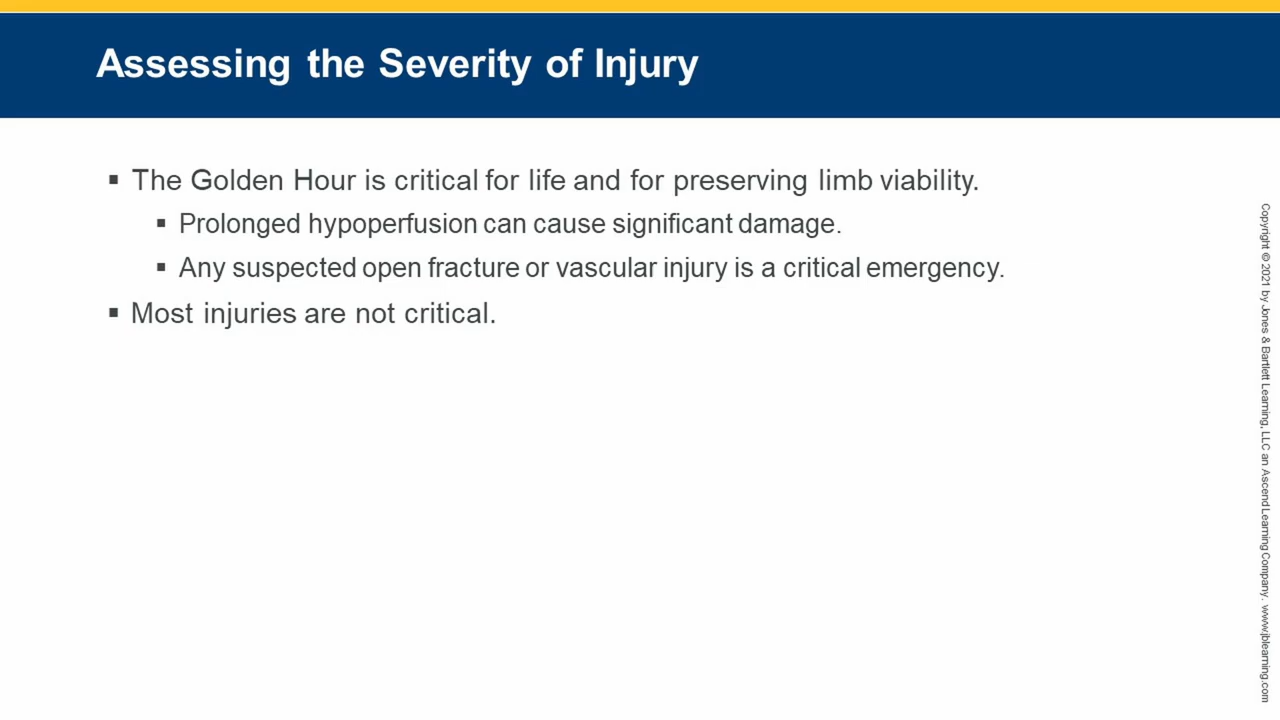 Assessing the Severity of Injury
▪ The Golden Hour is critical for life and for preserving limb viability.
▪ Prolonged hypoperfusion can cause significant damage.
▪ Any suspected open fracture or vascular injury is a critical emergency.
▪ Most injuries are not critical.
Copyright © 2021 by Jones & Bartlett Learning, LLC an Ascend Learning Company. www.jblearning.com